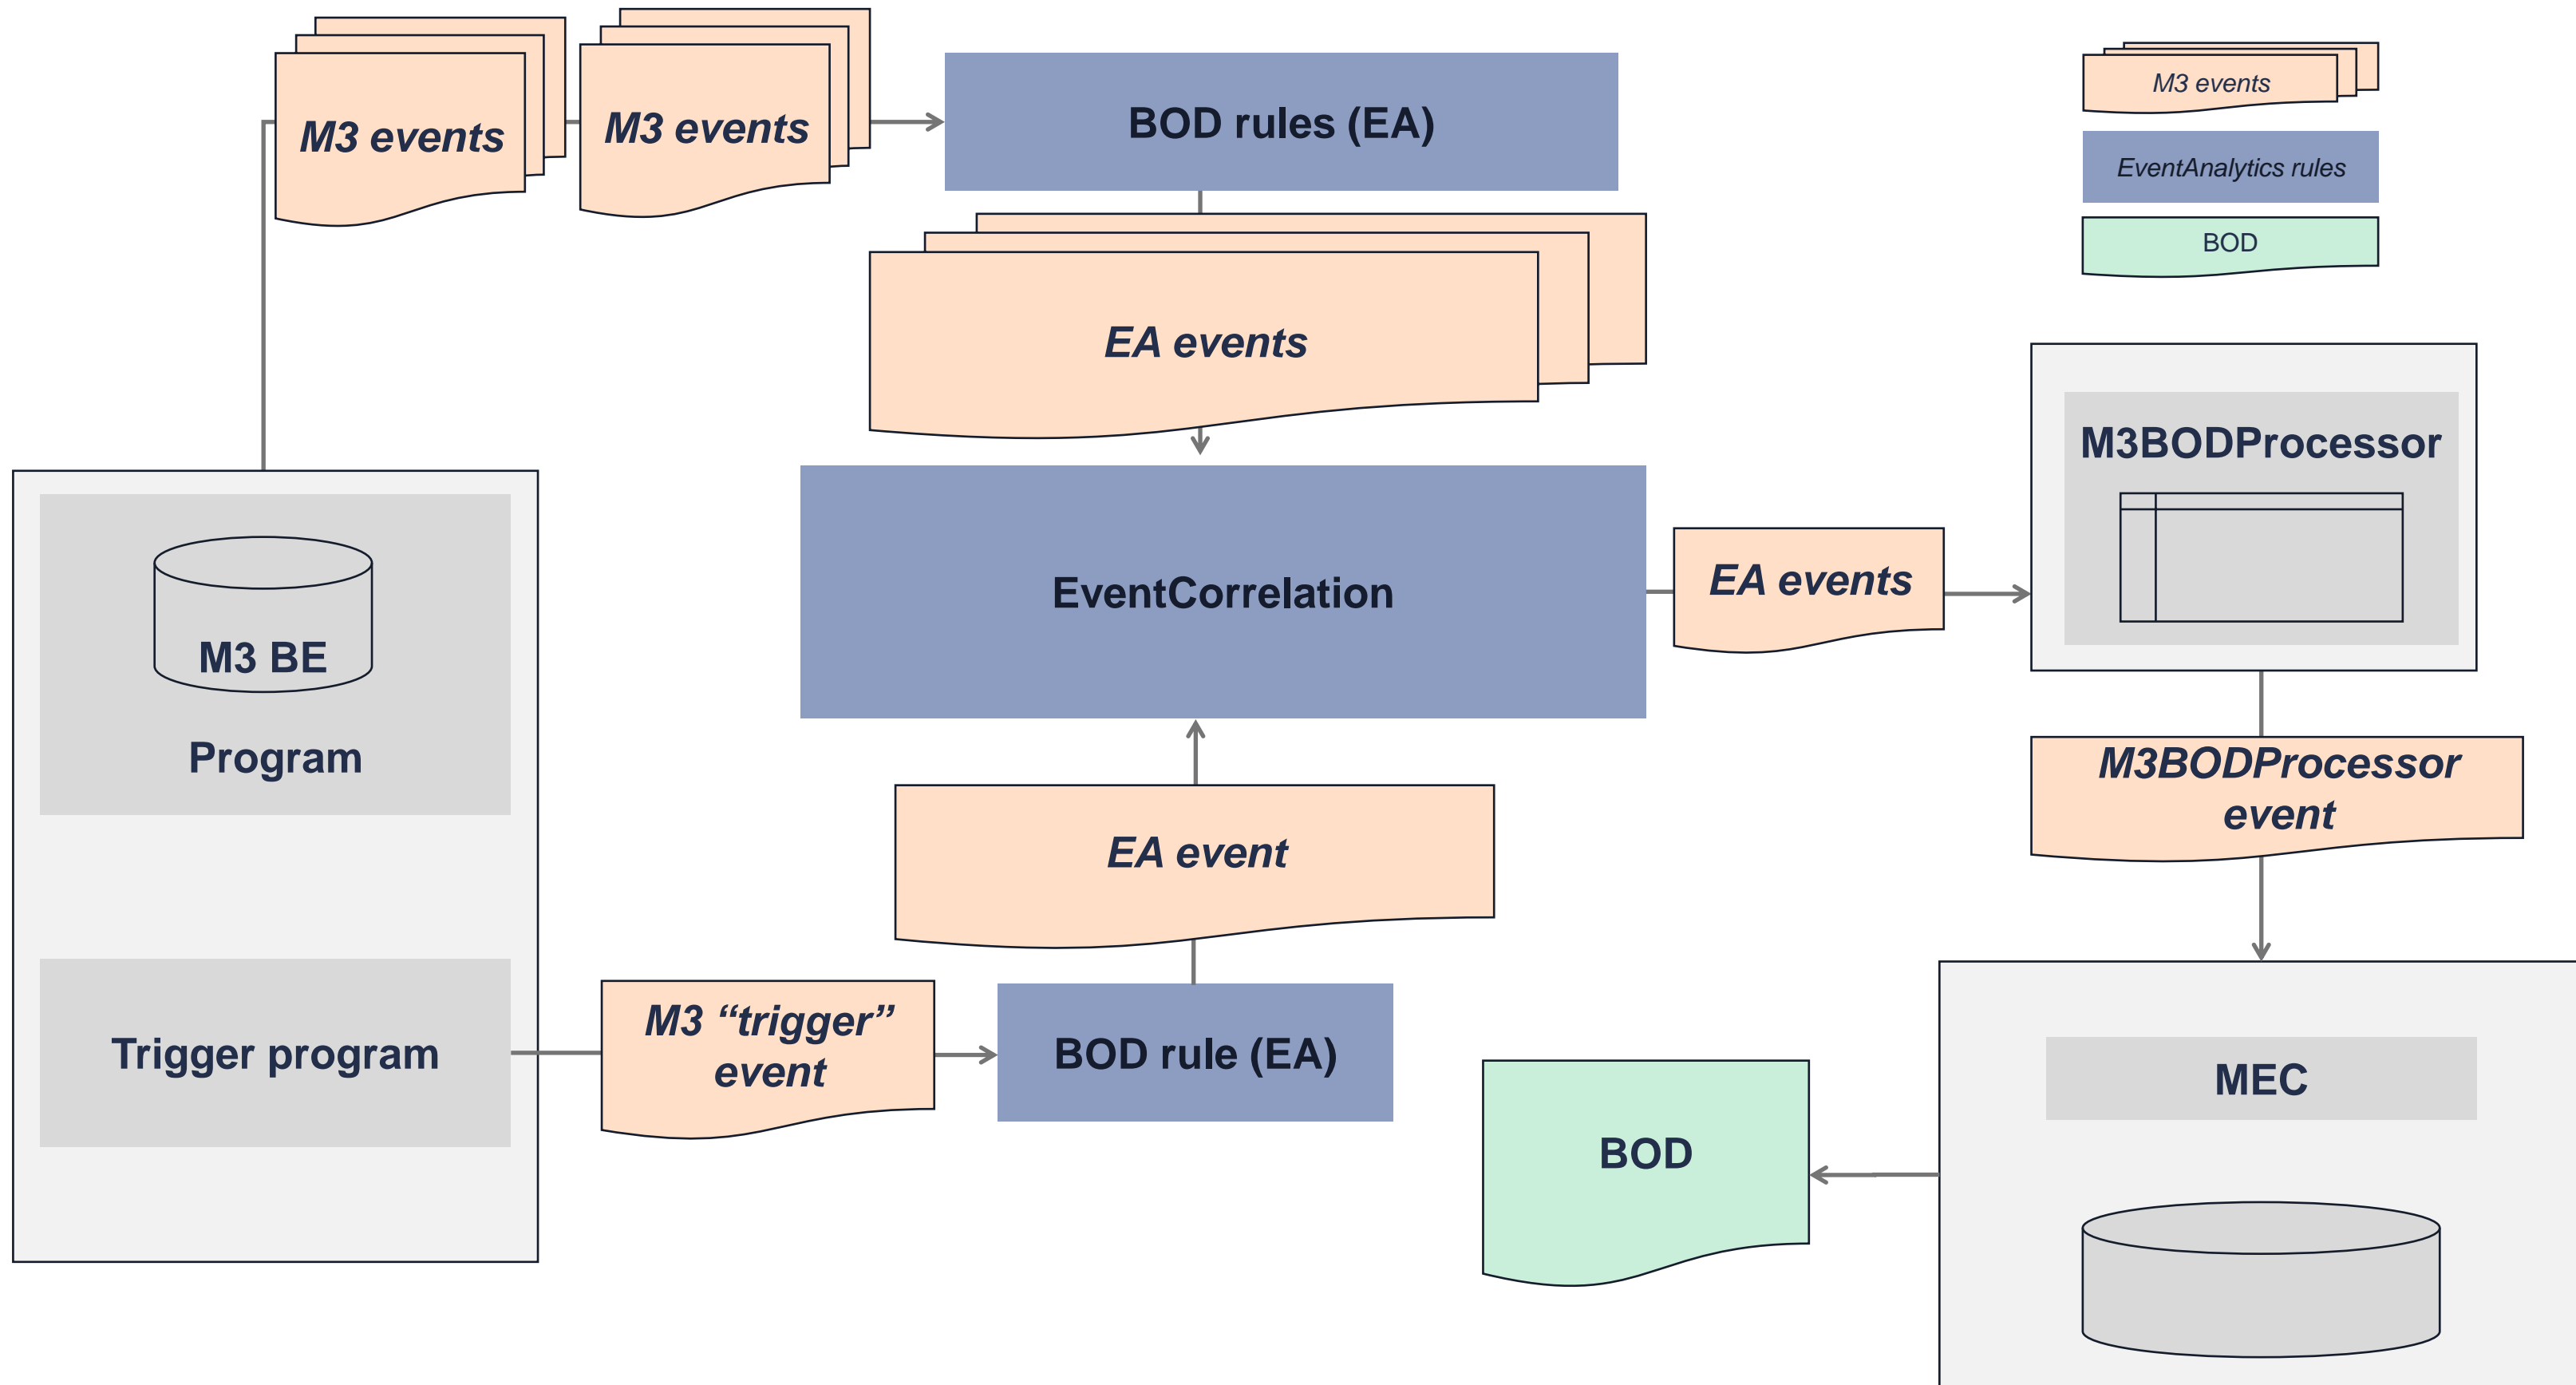 M3 events
M3 events
BOD rules (EA)
M3 events
EventAnalytics rules
BOD
EA events
M3BODProcessor
M3 BE
Program
EventCorrelation
EA events
M3BODProcessor
event
EA event
Trigger program
M3 “trigger”
event
BOD rule (EA)
BOD
MEC